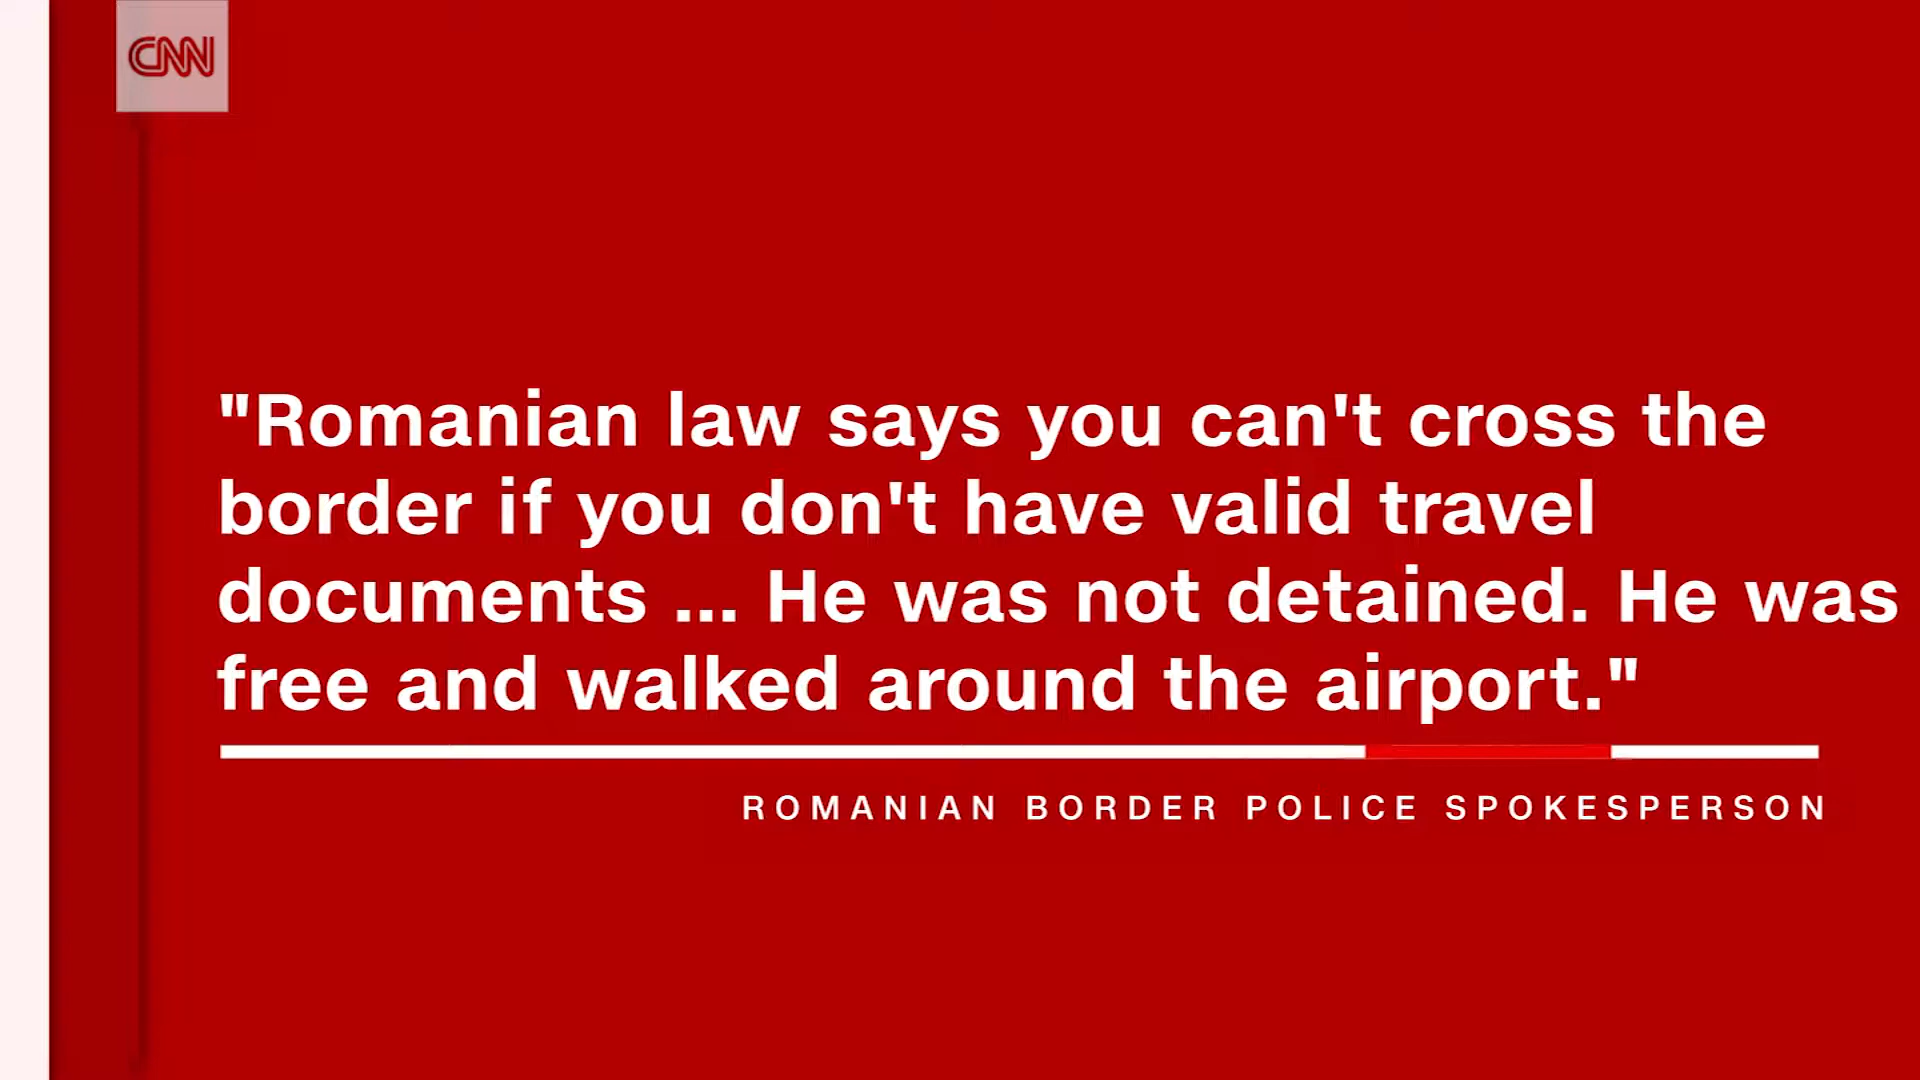 CNN
"Romanian law says you can't cross the
border if you don't have valid travel
documents ... He was not detained. He was
free and walked around the airport."
ROMANIAN BORDER POLICE SPOKESPERSON